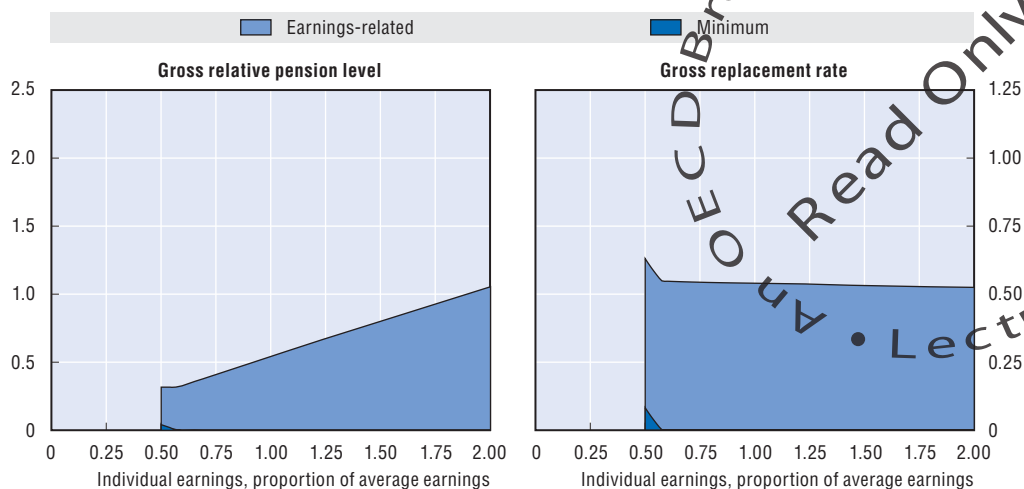 Earnings-related
Minimum
Gross relative pension level
2.5
2.0
1.5
1.0
0.5
0
0 0.25 0.50 0.75 1.00 1.25 1.50 1.75 2.00
Individual earnings, proportion of average earnings
Gross replacement rate
1.25
1.00
0.75
0.50
0.25
0
0 0.25 0.50 0.75 1.00 1.25 1.50 1.75 2.00
Individual earnings, proportion of average earnings
An OECD Br
Read Only
• Lect